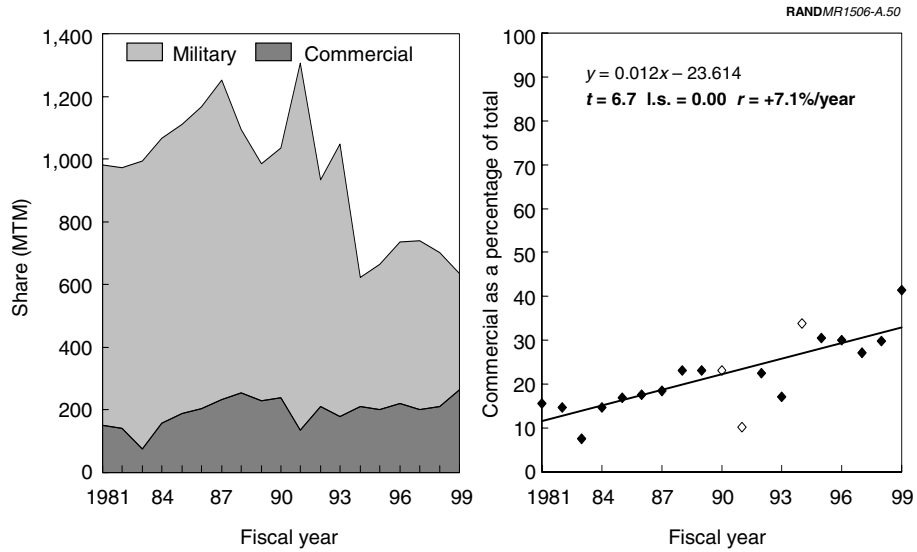 RANDMR1506-A.50
Military Commercial
1,400
1,200
1,000
800
600
400
200
0
Share (MTM)
1981 84 87 90 93 96 99
Fiscal year
y = 0.012x – 23.614
t = 6.7 l.s. = 0.00 r = +7.1%/year
100
90
80
70
60
50
40
30
20
10
0
Commercial as a percentage of total
1981 84 87 90 93 96 99
Fiscal year